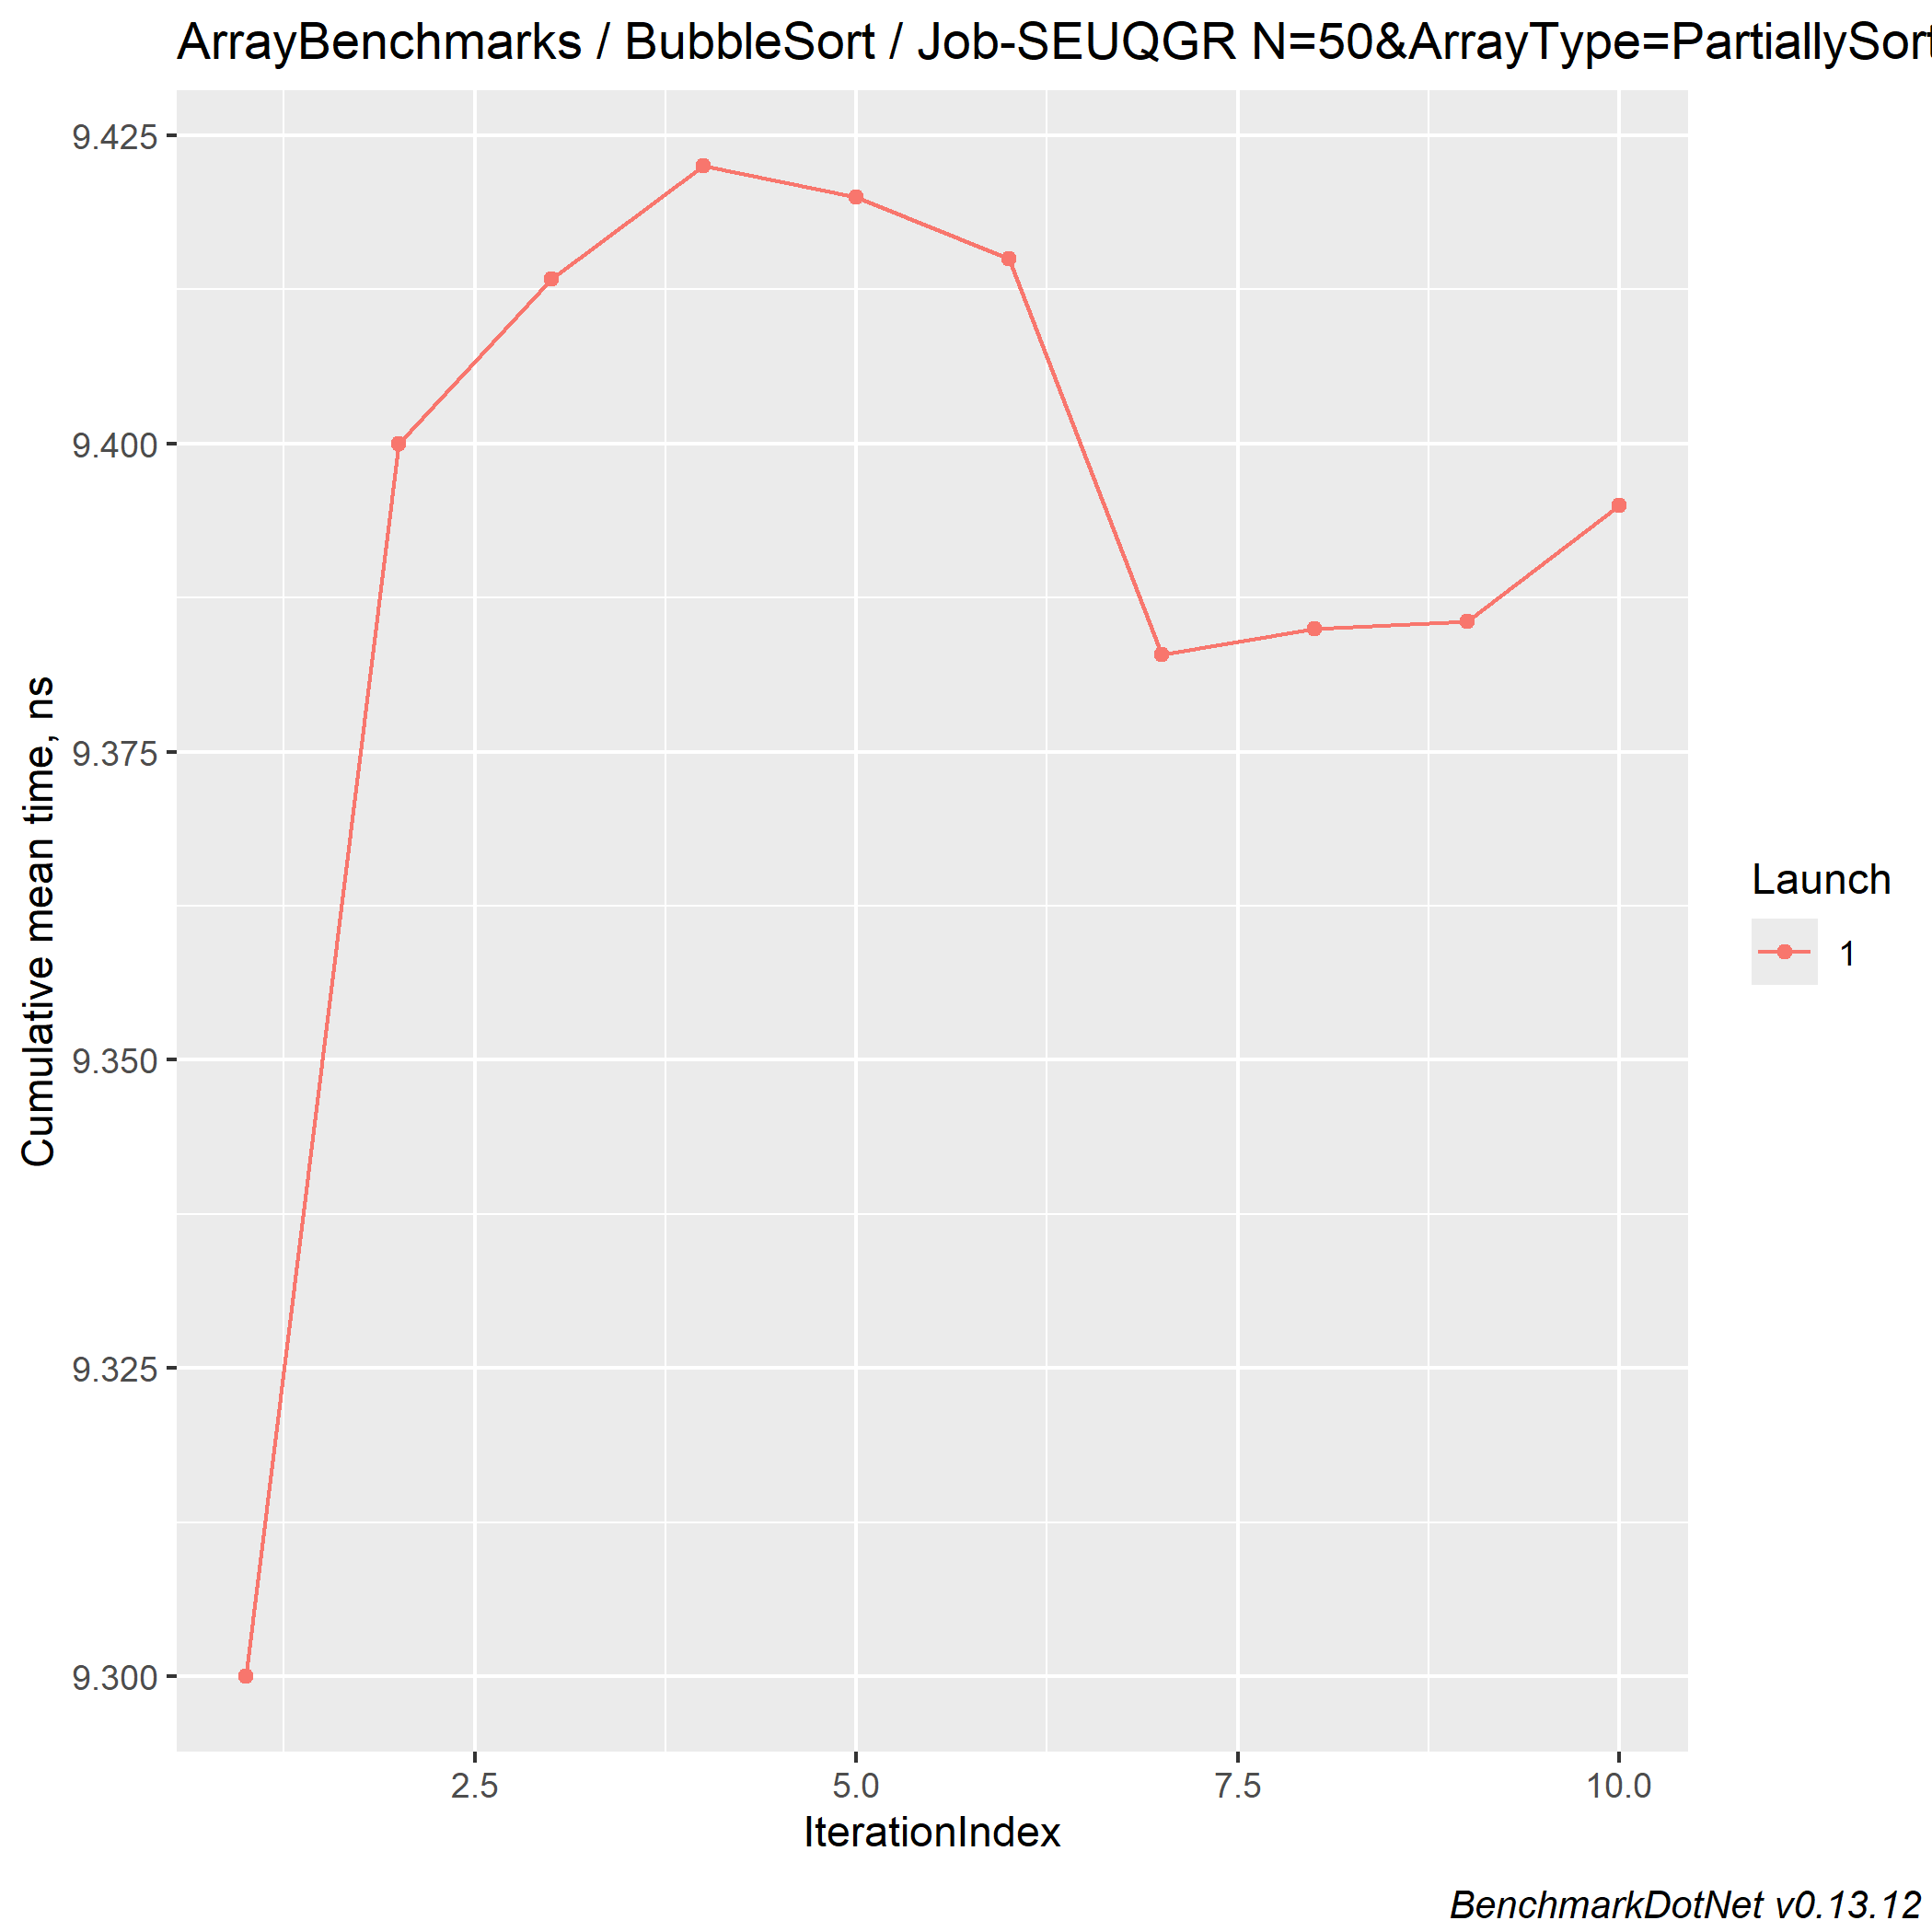 ArrayBenchmarks / BubbleSort / Job-SEUQGR N=50&ArrayType=PartiallySort
9.425
9.400
9.375
9.350
9.325
9.300
Cumulative mean time, ns
2.5 5.0 7.5 10.0
IterationIndex
Launch
1
BenchmarkDotNet v0.13.12